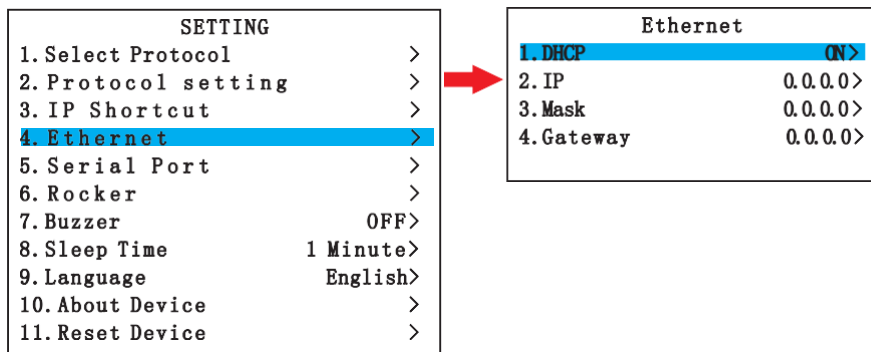 SETTING
1. Select Protocol >
2. Protocol setting >
3. IP Shortcut >
4. Ethernet >
5. Serial Port >
6. Rocker >
7. Buzzer OFF>
8. Sleep Time 1 Minute>
9. Language English>
10. About Device >
11. Reset Device >
Ethernet
1. DHCP ON>
2. IP 0.0.0.0>
3. Mask 0.0.0.0>
4. Gateway 0.0.0.0>